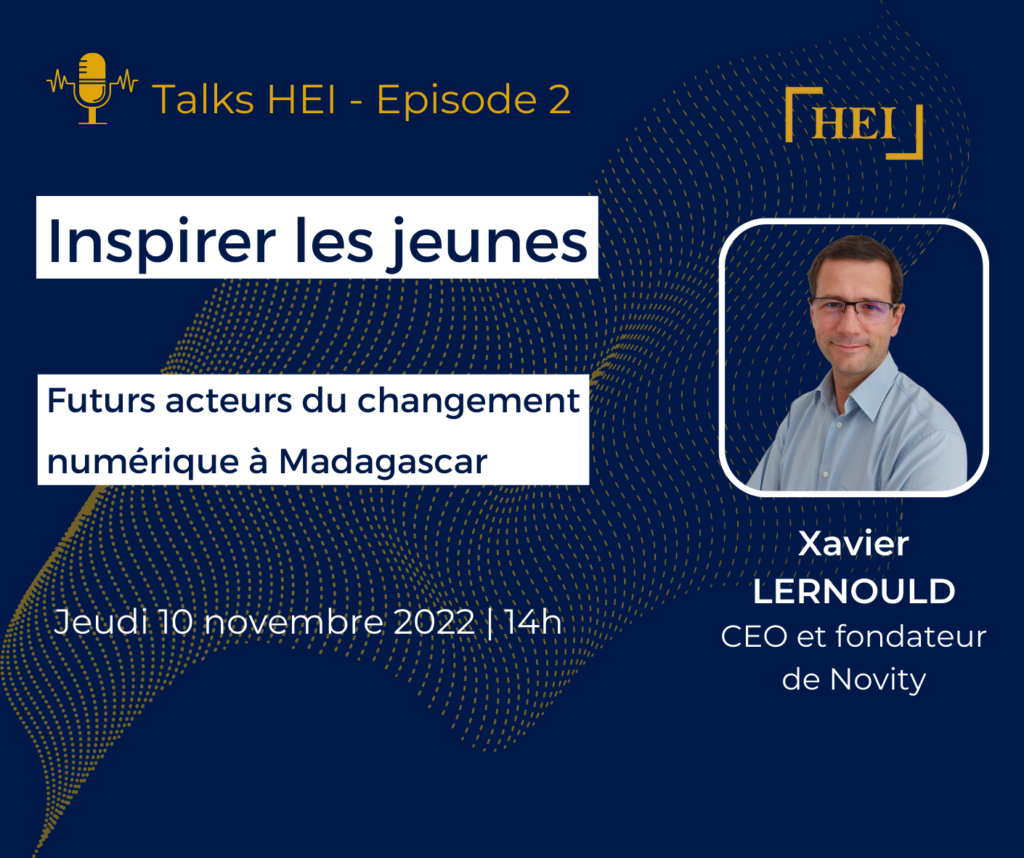 Talks HEI - Episode 2
HEI
Inspirer les jeunes
Futurs acteurs du changement
numérique à Madagascar
Jeudi 10 novembre 2022 | 14h
Xavier
LERNOULD
CEO et fondateur
de Novity